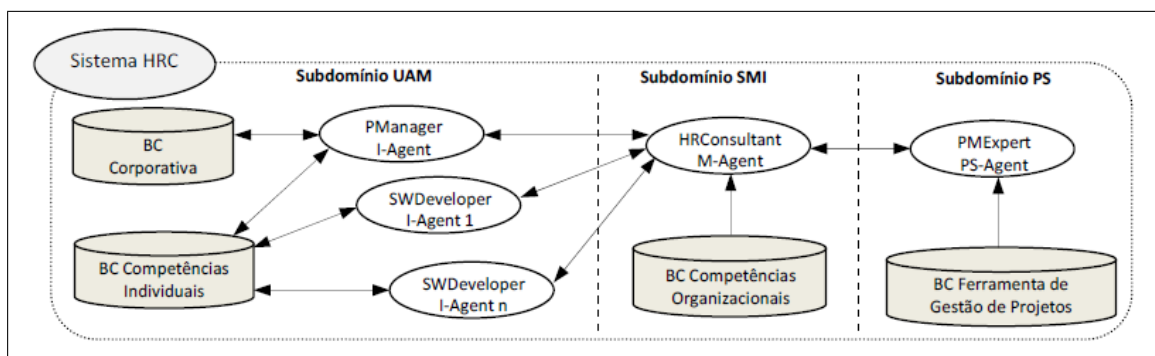 Sistema HRC
Subdomínio UAM
Subdomínio SMI
Subdomínio PS
BC
Corporativa
PManager
I-Agent
HRConsultant
M-Agent
PMExpert
PS-Agent
SWDeveloper
I-Agent 1
BC Competências
Individuais
SWDeveloper
I-Agent n
BC Competências
Organizacionais
BC Ferramenta de
Gestão de Projetos